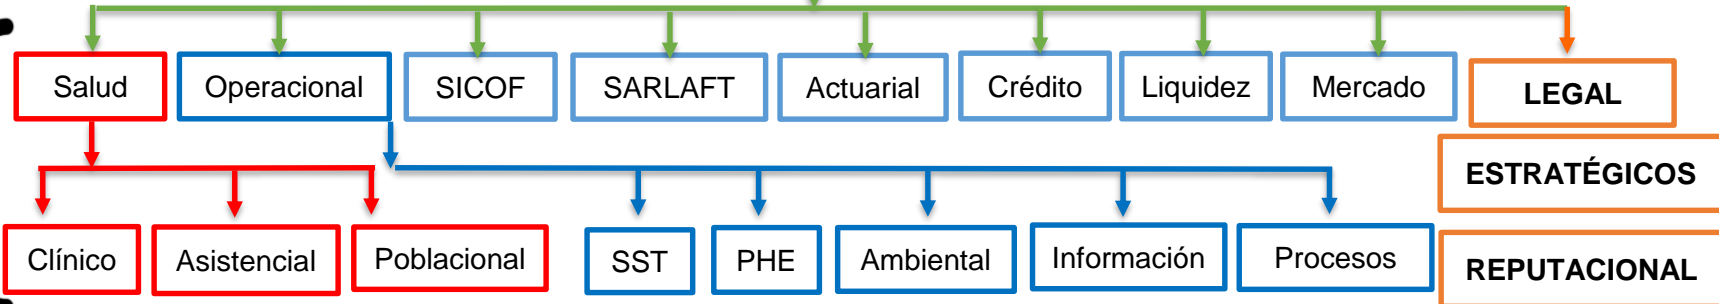 Salud
Operacional
SICOF
SARLAFT
Actuarial
Crédito
Liquidez
Mercado
LEGAL
ESTRATÉGICOS
Clínico
Asistencial
Poblacional
SST
PHE
Ambiental
Información
Procesos
REPUTACIONAL